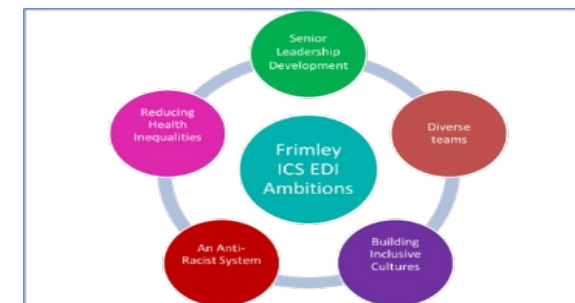 Senior
Leadership
Development
Diverse
teams
Building
Inclusive
Cultures
An Anti-
Racist System
Reducing
Health
Inequalities
Frimley
ICS EDI
Ambitions